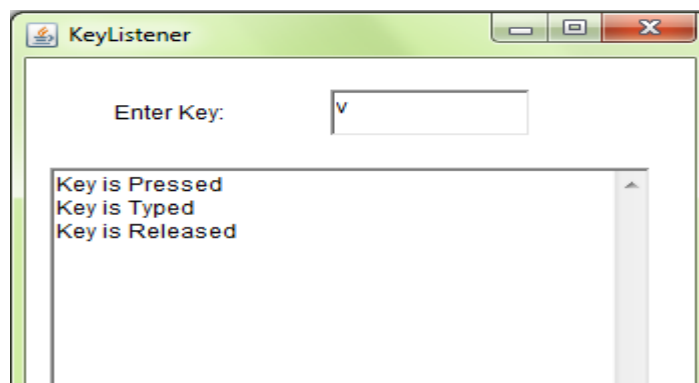 KeyListener
Enter Key: v
Key is Pressed
Key is Typed
Key is Released